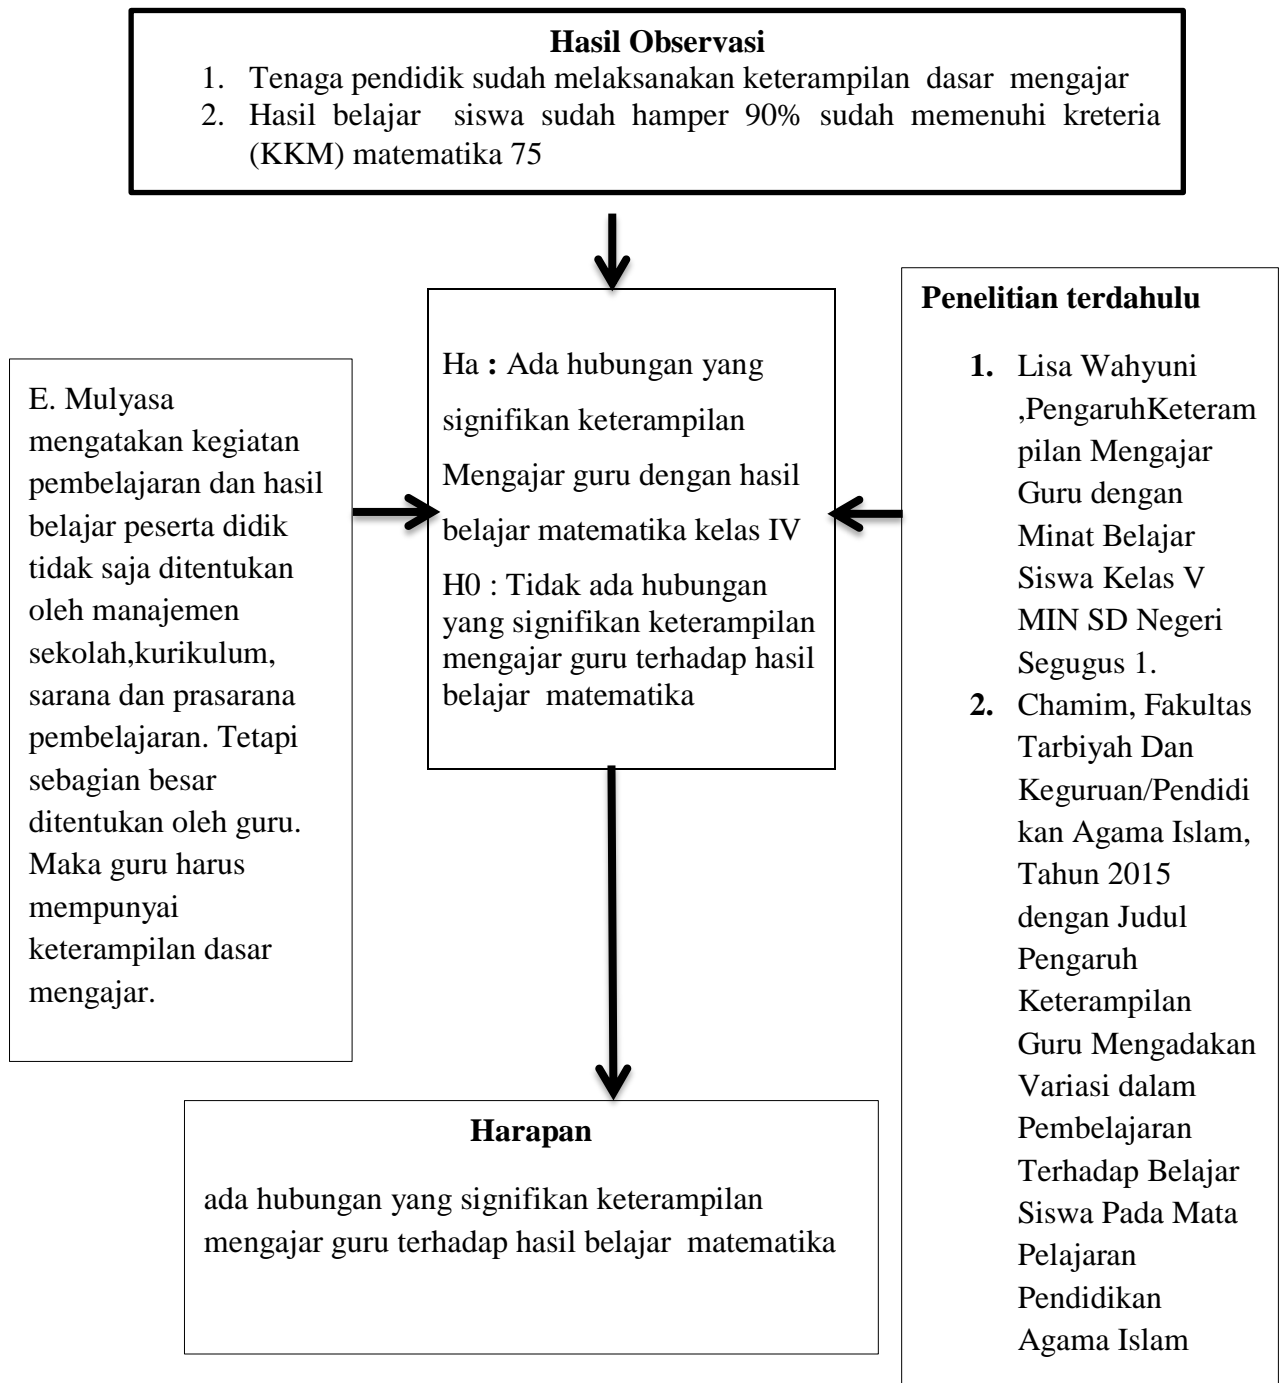 Hasil Observasi
1. Tenaga pendidik sudah melaksanakan keterampilan dasar mengajar
2. Hasil belajar siswa sudah hamper 90% sudah memenuhi kreteria
(KKM) matematika 75
E. Mulyasa
mengatakan kegiatan
pembelajaran dan hasil
belajar peserta didik
tidak saja ditentukan
oleh manajemen
sekolah,kurikulum,
sarana dan prasarana
pembelajaran. Tetapi
sebagian besar
ditentukan oleh guru.
Maka guru harus
mempunyai
keterampilan dasar
mengajar.
Ha : Ada hubungan yang
signifikan keterampilan
Mengajar guru dengan hasil
belajar matematika kelas IV
H0 : Tidak ada hubungan
yang signifikan keterampilan
mengajar guru terhadap hasil
belajar matematika
Penelitian terdahulu
1. Lisa Wahyuni
,PengaruhKeteram
pilan Mengajar
Guru dengan
Minat Belajar
Siswa Kelas V
MIN SD Negeri
Segugus 1.
2. Chamim, Fakultas
Tarbiyah Dan
Keguruan/Pendidi
kan Agama Islam,
Tahun 2015
dengan Judul
Pengaruh
Keterampilan
Guru Mengadakan
Variasi dalam
Pembelajaran
Terhadap Belajar
Siswa Pada Mata
Pelajaran
Pendidikan
Agama Islam
Harapan
ada hubungan yang signifikan keterampilan
mengajar guru terhadap hasil belajar matematika